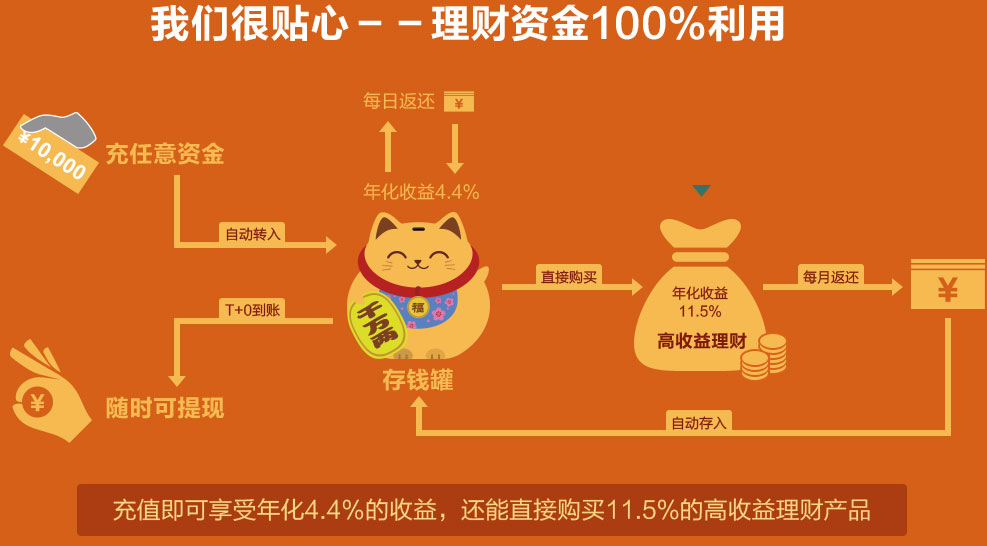 我们很贴心－－理财资金100%利用
每日返还
¥
¥10,000
充任意资金
年化收益4.4%
自动转入
直接购买
年化收益
11.5%
高收益理财
每月返还
¥
福
千万两
T+0到账
存钱罐
¥
随时可提现
自动存入
充值即可享受年化4.4%的收益，还能直接购买11.5%的高收益理财产品